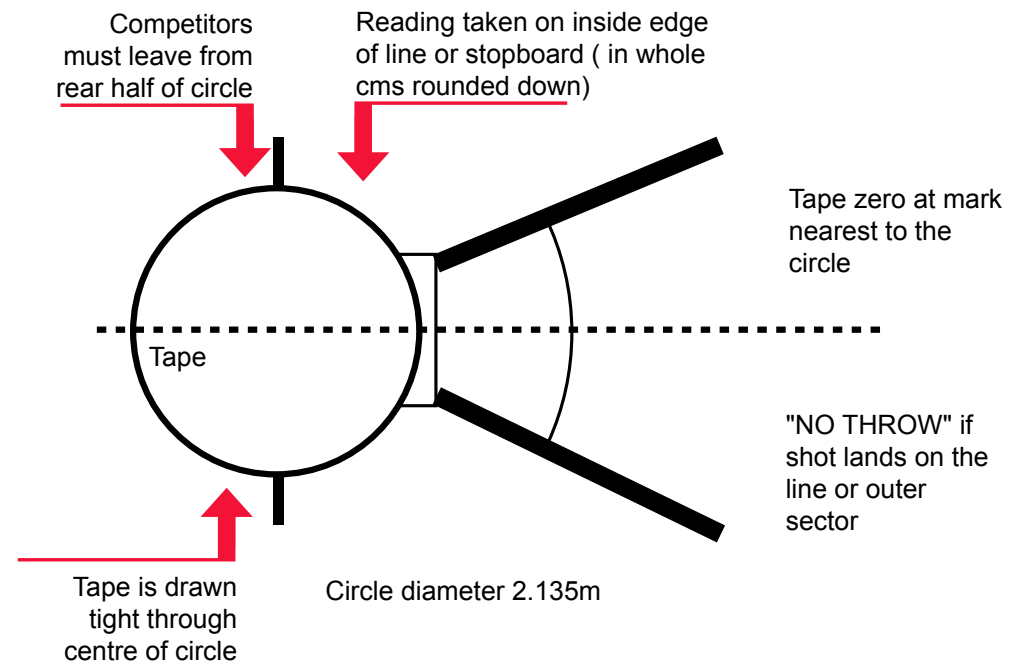 Competitors
must leave from
rear half of circle
Reading taken on inside edge
of line or stopboard ( in whole
cms rounded down)
Tape zero at mark
nearest to the
circle
Tape
"NO THROW" if
shot lands on the
line or outer
sector
Tape is drawn
tight through
centre of circle
Circle diameter 2.135m